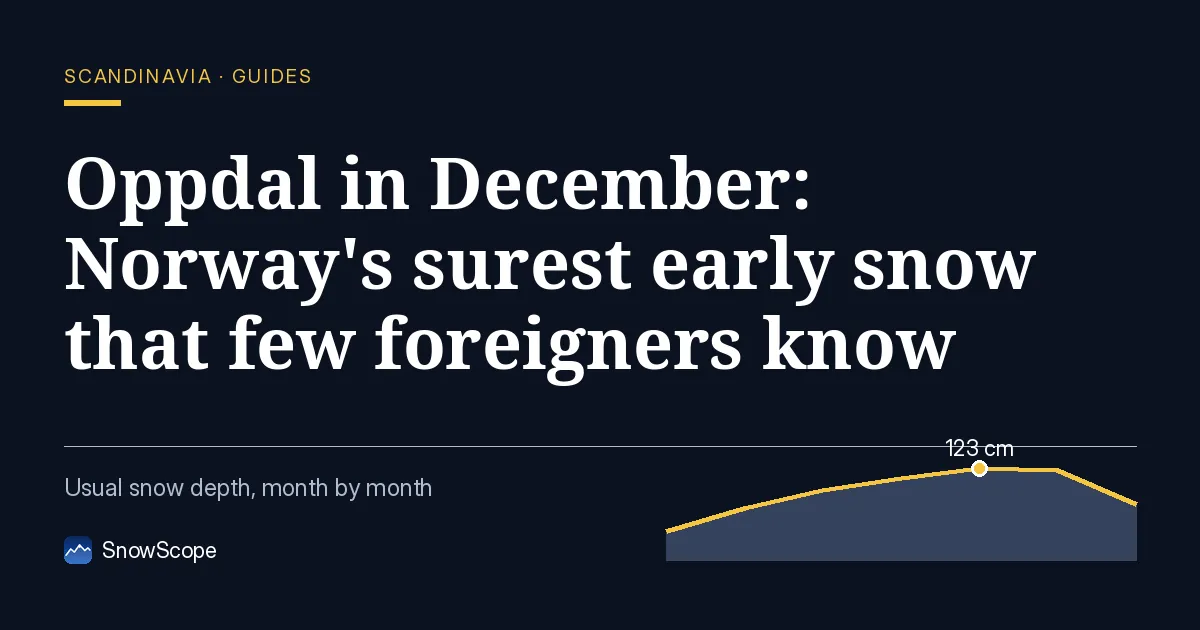 SCANDINAVIA · GUIDES
Oppdal in December:
Norway's surest early snow
that few foreigners know
123 cm
Usual snow depth, month by month
SnowScope